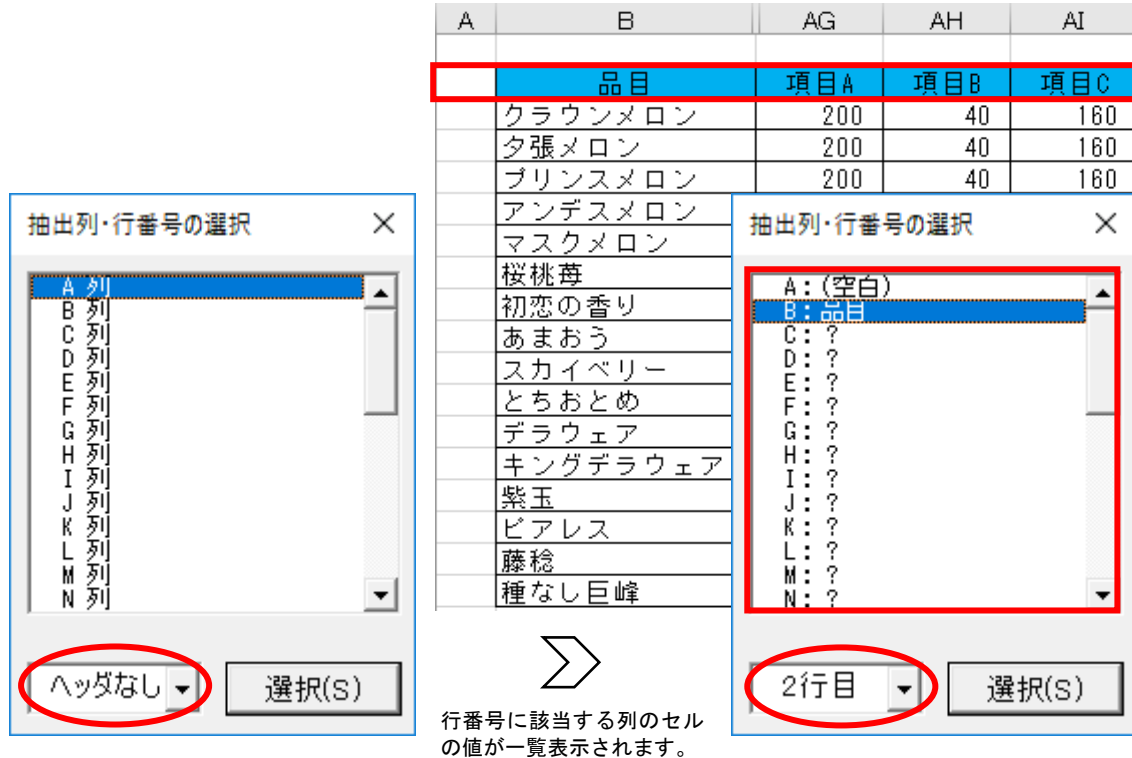 A B AG AH AI
品目 項目A 項目B 項目C
クラウンメロン 200 40 160
夕張メロン 200 40 160
プリンスメロン 200 40 160
アンデスメロン
マスクメロン
桜桃苺
初恋の香り
あまおう
スカイベリー
とちおとめ
デラウェア
キングデラウェア
紫玉
ピアレス
藤稔
種なし巨峰
抽出列・行番号の選択 ×
A 列
B 列
C 列
D 列
E 列
F 列
G 列
H 列
I 列
J 列
K 列
L 列
M 列
N 列
ヘッダなし 選択(S)
行番号に該当する列のセル
の値が一覧表示されます。
抽出列・行番号の選択 ×
A:(空白)
B:品目
C:?
D:?
E:?
F:?
G:?
H:?
I:?
J:?
K:?
L:?
M:?
N:?
2行目 選択(S)